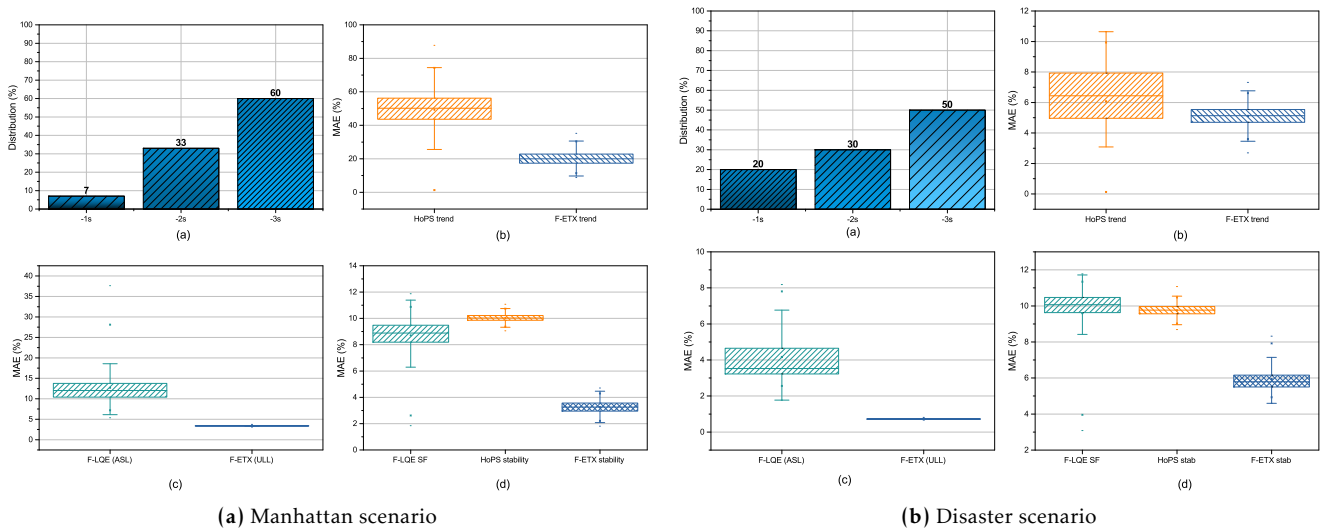 100
90
80
70
60
50
40
30
20
10
0
Distribution (%)
7
33
60
-1s
-2s
-3s
(a)
100
80
60
40
20
0
MAE (%)
HoPS trend
F-ETX trend
(b)
40
35
30
25
20
15
10
5
0
MAE (%)
F-LQE (ASL)
F-ETX (ULL)
(c)
14
12
10
8
6
4
2
0
MAE (%)
F-LQE SF
HoPS stability
F-ETX stability
(d)
(a) Manhattan scenario
100
90
80
70
60
50
40
30
20
10
0
Distribution (%)
20
30
50
-1s
-2s
-3s
(a)
12
10
8
6
4
2
0
MAE (%)
HoPS trend
F-ETX trend
(b)
10
8
6
4
2
0
MAE (%)
F-LQE (ASL)
F-ETX (ULL)
(c)
12
10
8
6
4
2
MAE (%)
F-LQE SF
HoPS stab
F-ETX stab
(d)
(b) Disaster scenario